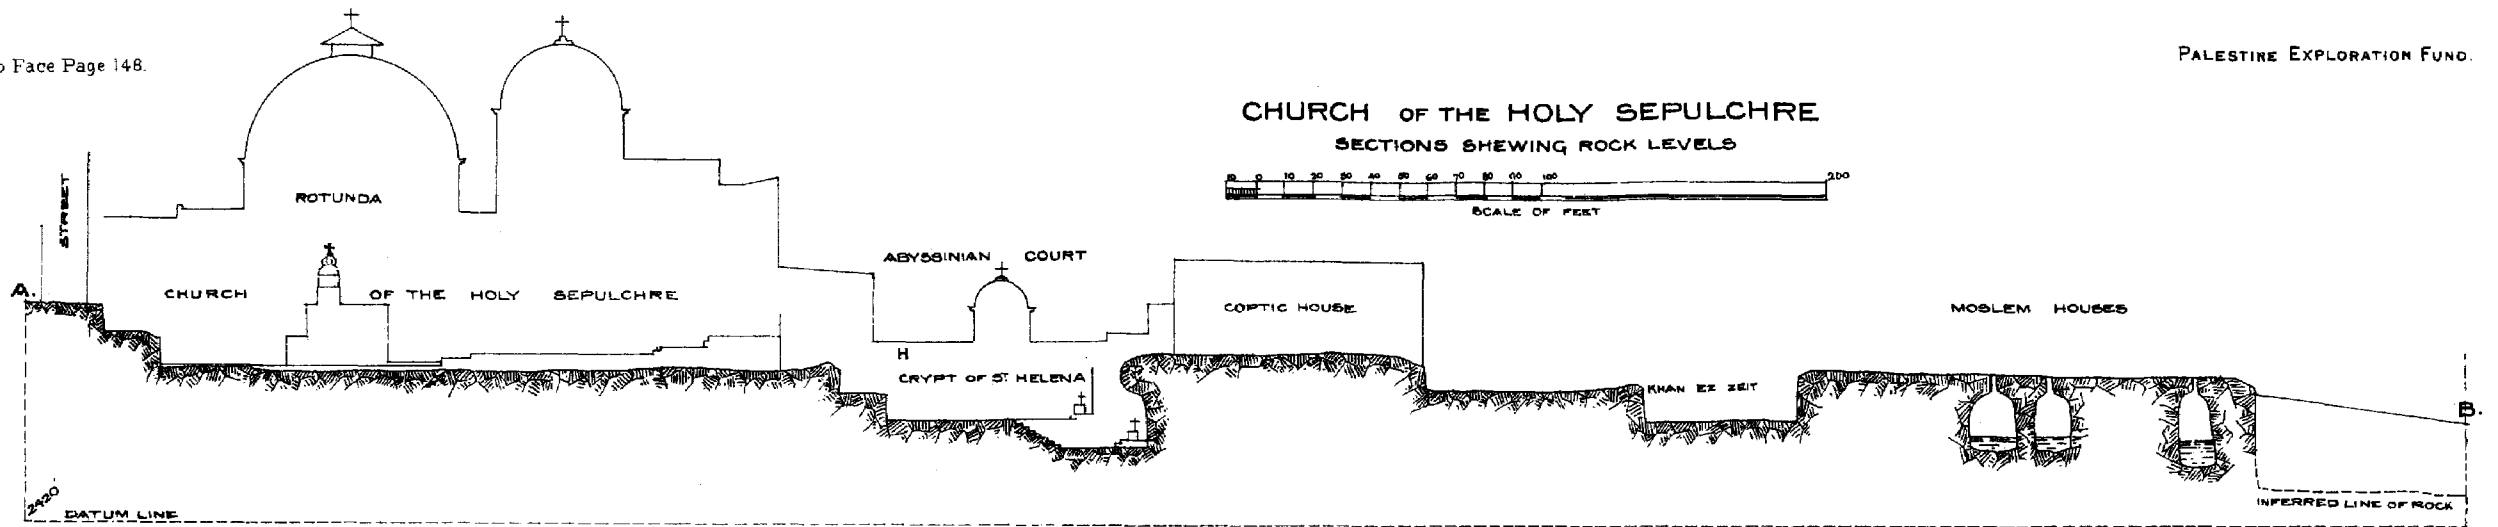 o Face Page 148.
PALESTINE EXPLORATION FUND.
CHURCH OF THE HOLY SEPULCHRE
SECTIONS SHEWING ROCK LEVELS
10 0 10 20 30 40 50 60 70 80 90 100 200
SCALE OF FEET
STREET
ROTUNDA
ABYSSINIAN COURT
A.
CHURCH OF THE HOLY SEPULCHRE
COPTIC HOUSE
MOSLEM HOUSES
H
CRYPT OF ST HELENA
KHAN EZ ZEIT
B.
2420
DATUM LINE
INFERRED LINE OF ROCK